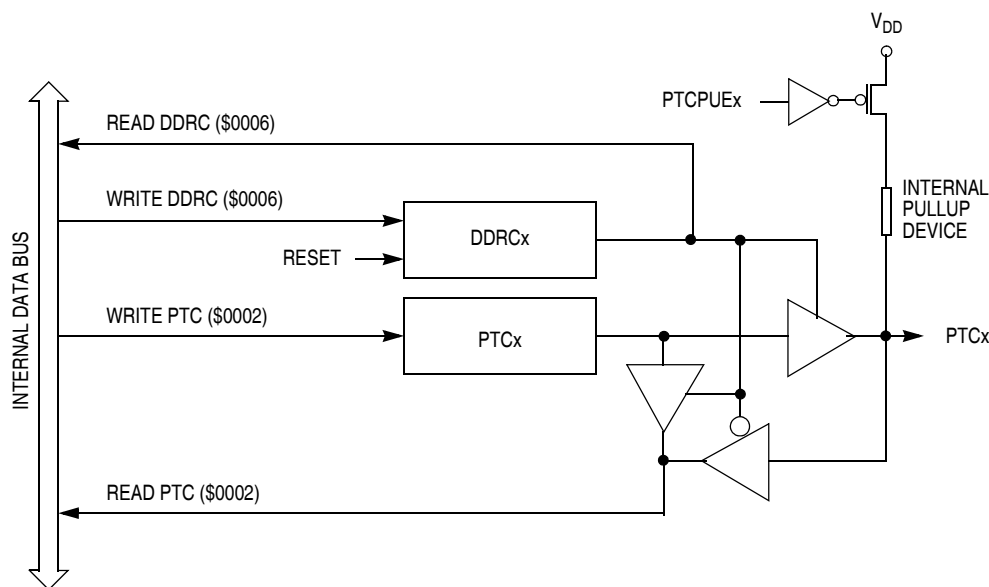 VDD
PTCPUEx
READ DDRC ($0006)
WRITE DDRC ($0006)
INTERNAL
PULLUP
DEVICE
DDRCx
RESET
WRITE PTC ($0002)
PTCx
PTCx
INTERNAL DATA BUS
READ PTC ($0002)